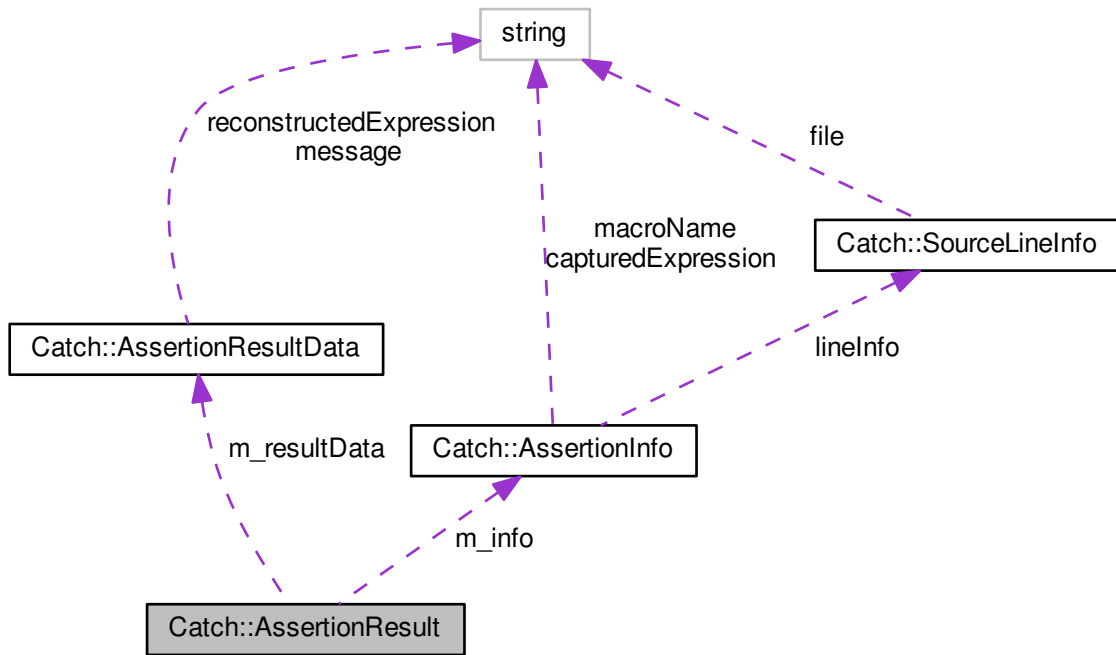 string
reconstructedExpression
message
file
macroName
capturedExpression
Catch::SourceLineInfo
Catch::AssertionResultData
lineInfo
m_resultData
Catch::AssertionInfo
m_info
Catch::AssertionResult